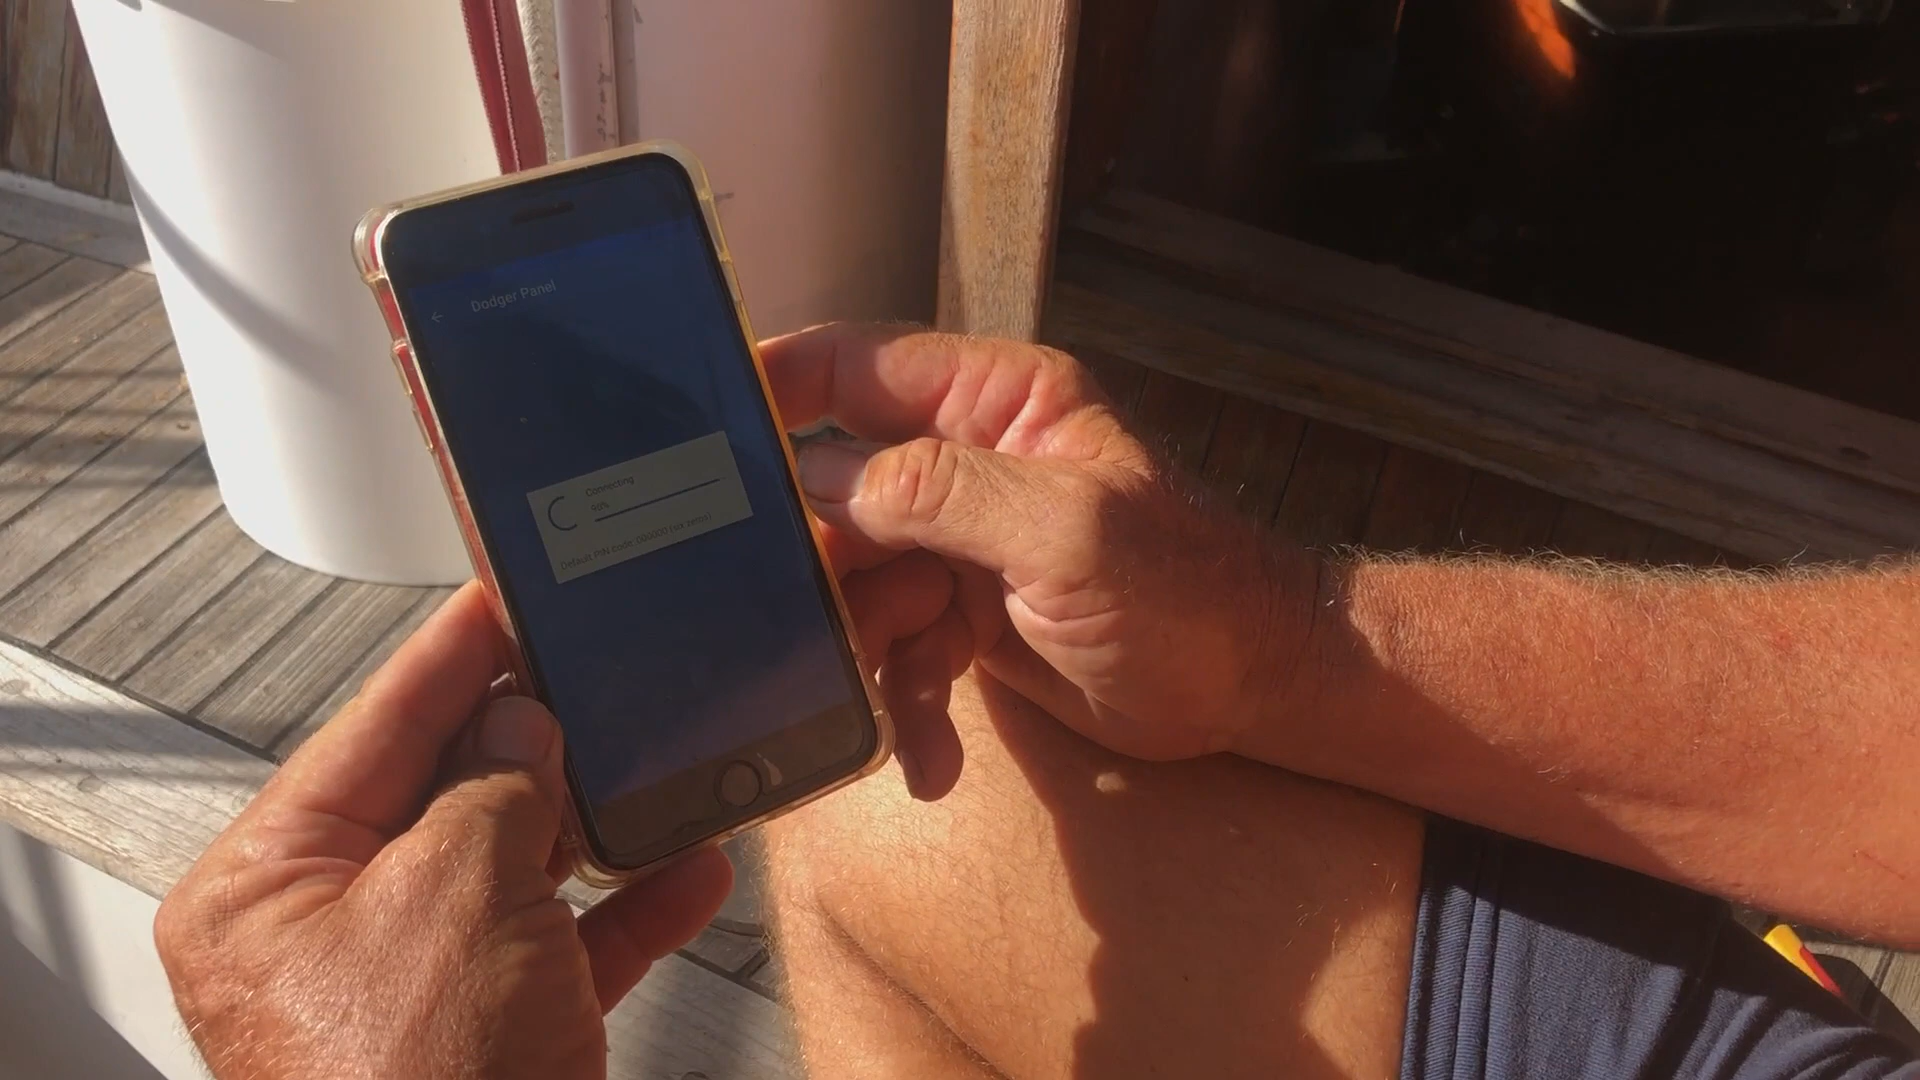 Dodger Panel
Connecting
90%
Default PIN code: 000000 (six zeros)